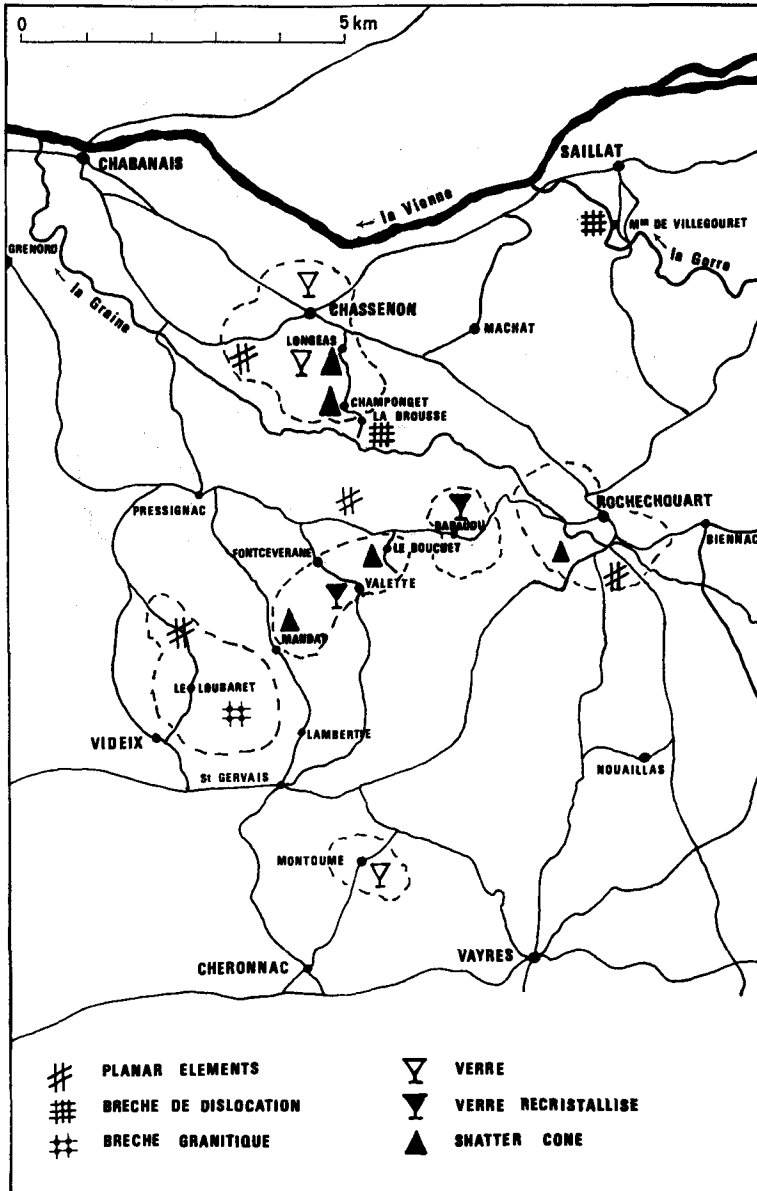 0 5 km
CHABANAIS
SAILLAT
← la Vienne
Mᴵᴺ DE VILLEGOURET
← la Gorre
GRENORD
← la Graine
CHASSENON
MACHAT
LONGEAS
CHAMPONGET
LA BROUSSE
PRESSIGNAC
BABAUDU
ROCHECHOUART
BIENNAC
FONTCEVERANE
LE BOUCHET
VALETTE
MANDAT
LE LOUBARET
VIDEIX
LAMBERTIE
St GERVAIS
NOUAILLAS
MONTOUME
CHERONNAC
VAYRES
PLANAR ELEMENTS
BRECHE DE DISLOCATION
BRECHE GRANITIQUE
VERRE
VERRE RECRISTALLISE
SHATTER CONE